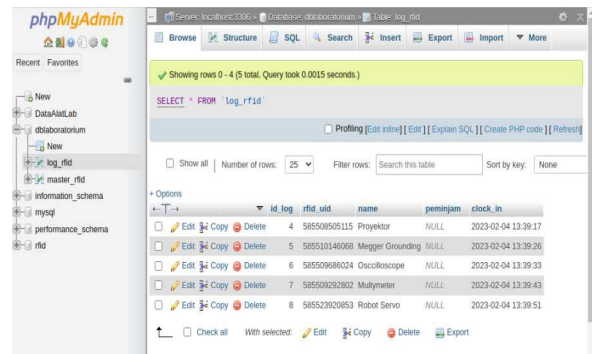 phpMyAdmin
Recent Favorites
New
DataAlatLab
dblaboratorium
New
log_rfid
master_rfid
information_schema
mysql
performance_schema
rfid
Server: localhost:3306 » Database: dblaboratorium » Table: log_rfid
Browse Structure SQL Search Insert Export Import More
Showing rows 0 - 4 (5 total, Query took 0.0015 seconds.)
SELECT * FROM `log_rfid`
Profiling [Edit inline] [ Edit ] [ Explain SQL ] [ Create PHP code ] [ Refresh]
Show all Number of rows: 25 Filter rows: Search this table Sort by key: None
+ Options
←T→ id_log rfid_uid name peminjam clock_in
Edit Copy Delete 4 585508505115 Proyektor NULL 2023-02-04 13:39:17
Edit Copy Delete 5 585510146068 Megger Grounding NULL 2023-02-04 13:39:26
Edit Copy Delete 6 585509686024 Osccilloscope NULL 2023-02-04 13:39:33
Edit Copy Delete 7 585509292802 Multymeter NULL 2023-02-04 13:39:43
Edit Copy Delete 8 585523920853 Robot Servo NULL 2023-02-04 13:39:51
Check all With selected: Edit Copy Delete Export